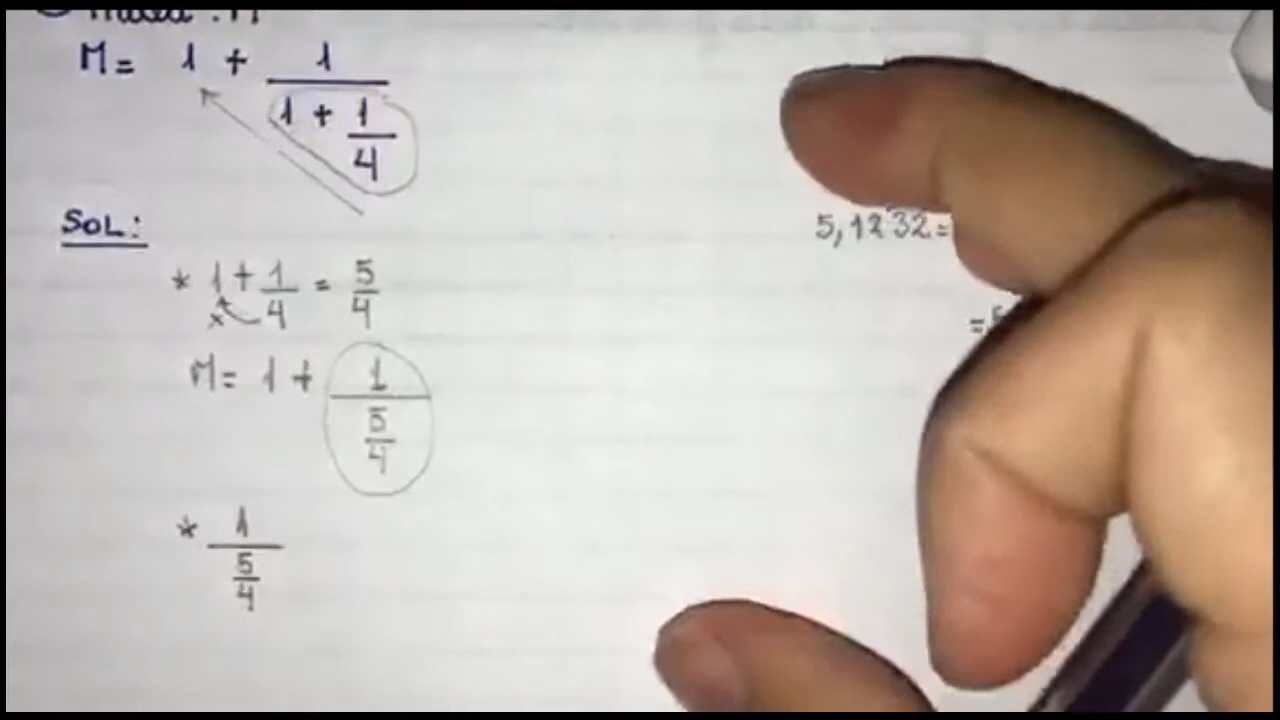 : M
M = 1 + 1/(1 + 1/4)
SOL:
* 1 + 1/4 = 5/4
M = 1 + 1/(5/4)
* 1/(5/4)
5,1232 =
=